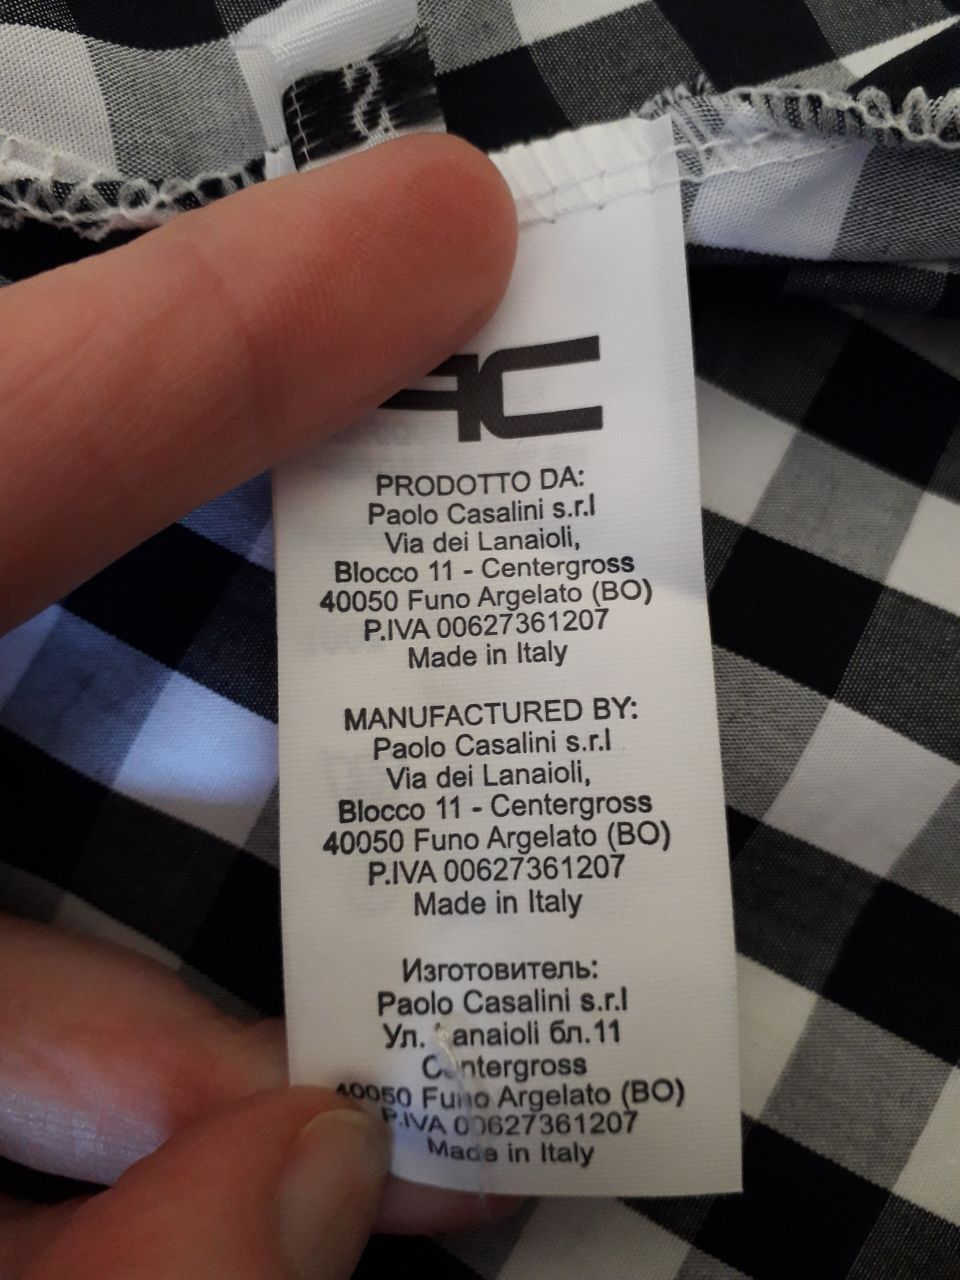 PC
PRODOTTO DA:
Paolo Casalini s.r.l
Via dei Lanaioli,
Blocco 11 - Centergross
40050 Funo Argelato (BO)
P.IVA 00627361207
Made in Italy
MANUFACTURED BY:
Paolo Casalini s.r.l
Via dei Lanaioli,
Blocco 11 - Centergross
40050 Funo Argelato (BO)
P.IVA 00627361207
Made in Italy
Изготовитель:
Paolo Casalini s.r.l
Ул. Lanaioli бл.11
Centergross
40050 Funo Argelato (BO)
P.IVA 00627361207
Made in Italy